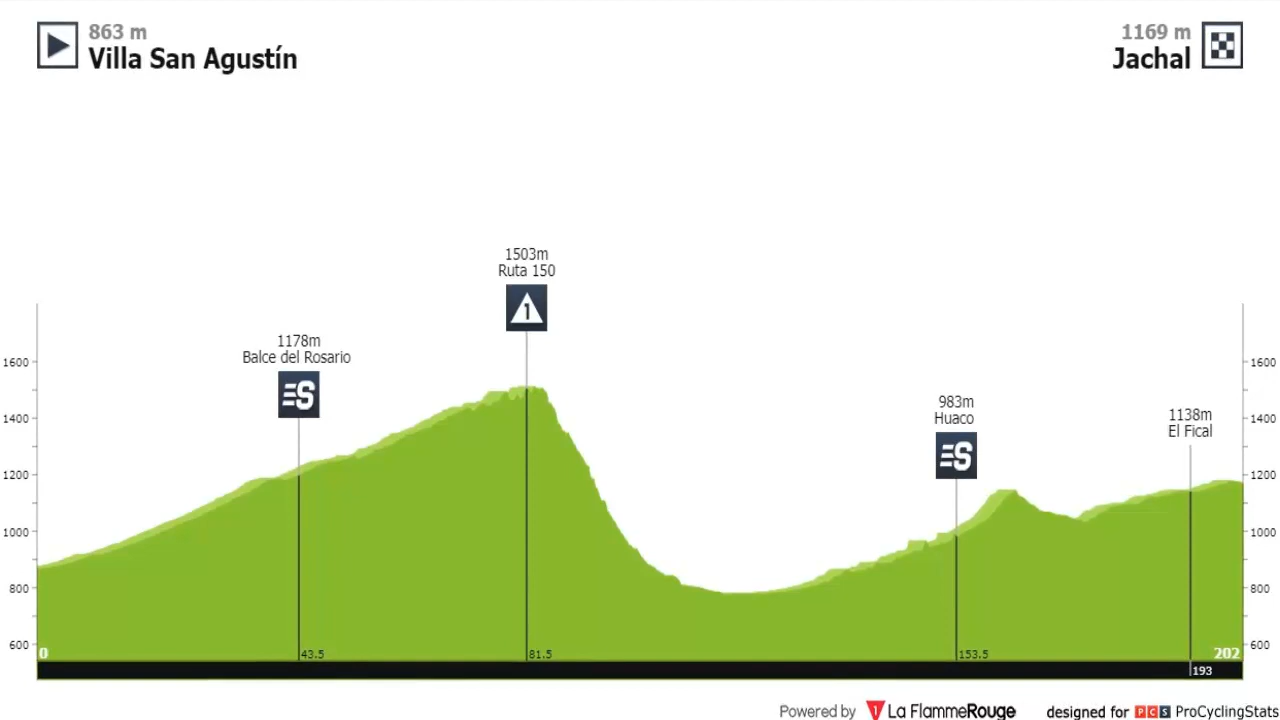 863 m
Villa San Agustín
1169 m
Jachal
1503m
Ruta 150
1
1178m
Balce del Rosario
S
983m
Huaco
S
1138m
El Fical
1600
1400
1200
1000
800
600
1600
1400
1200
1000
800
600
0
43.5
81.5
153.5
202
193
Powered by 1 La FlammeRouge designed for PCS ProCyclingStats